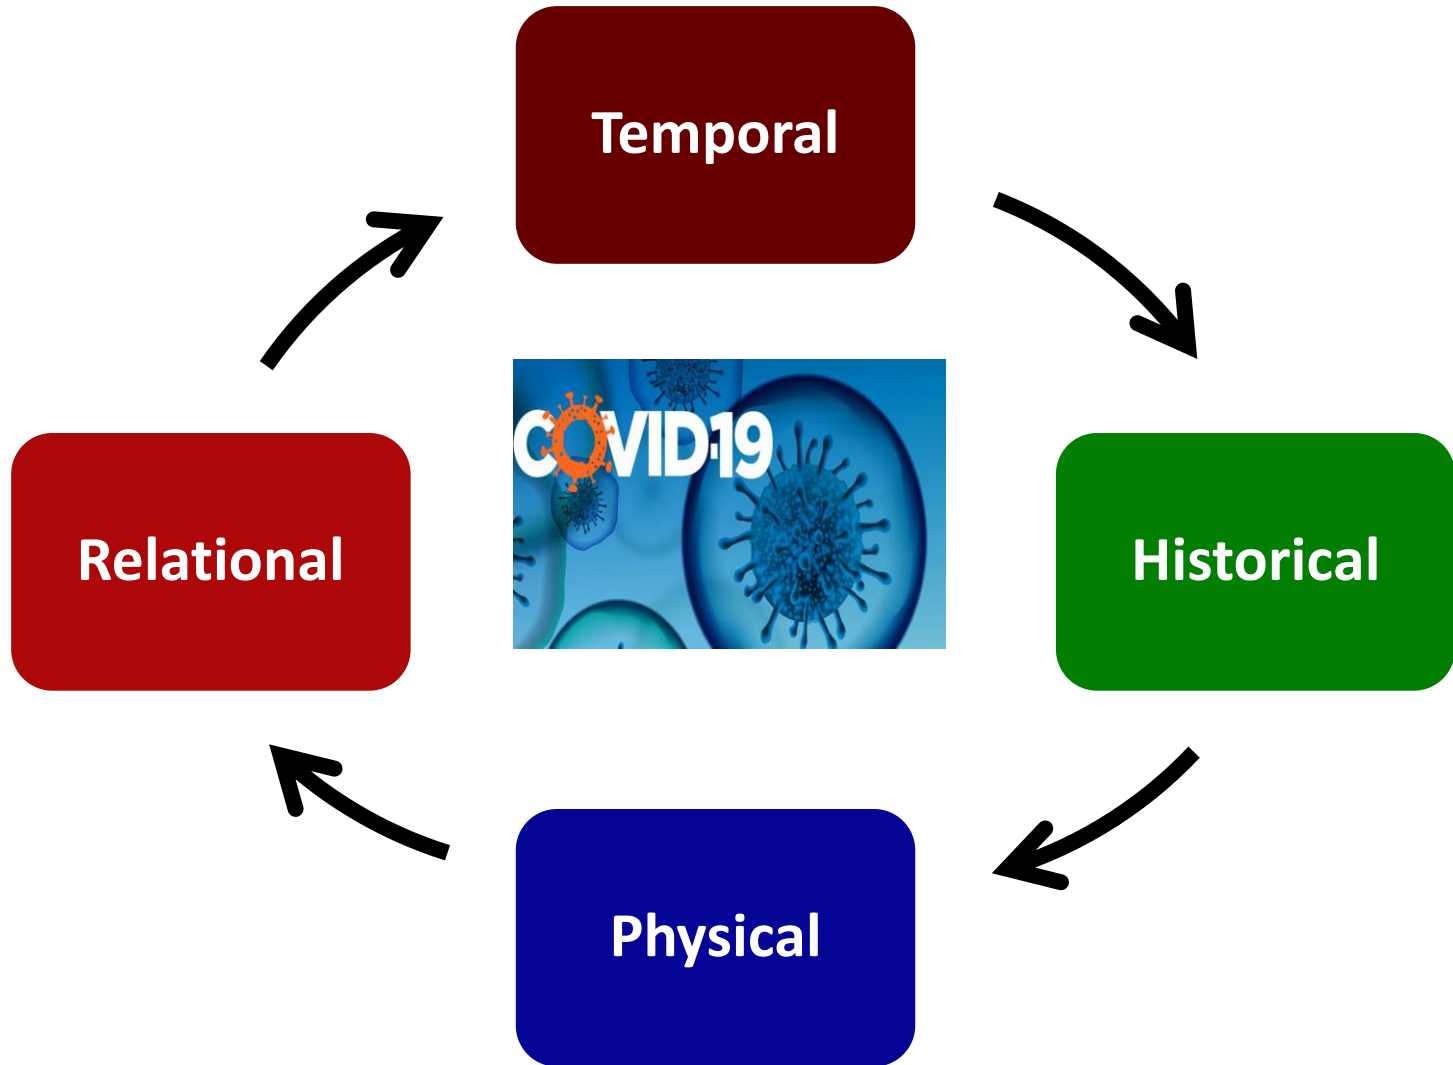 Temporal
COVID-19
Relational
Historical
Physical